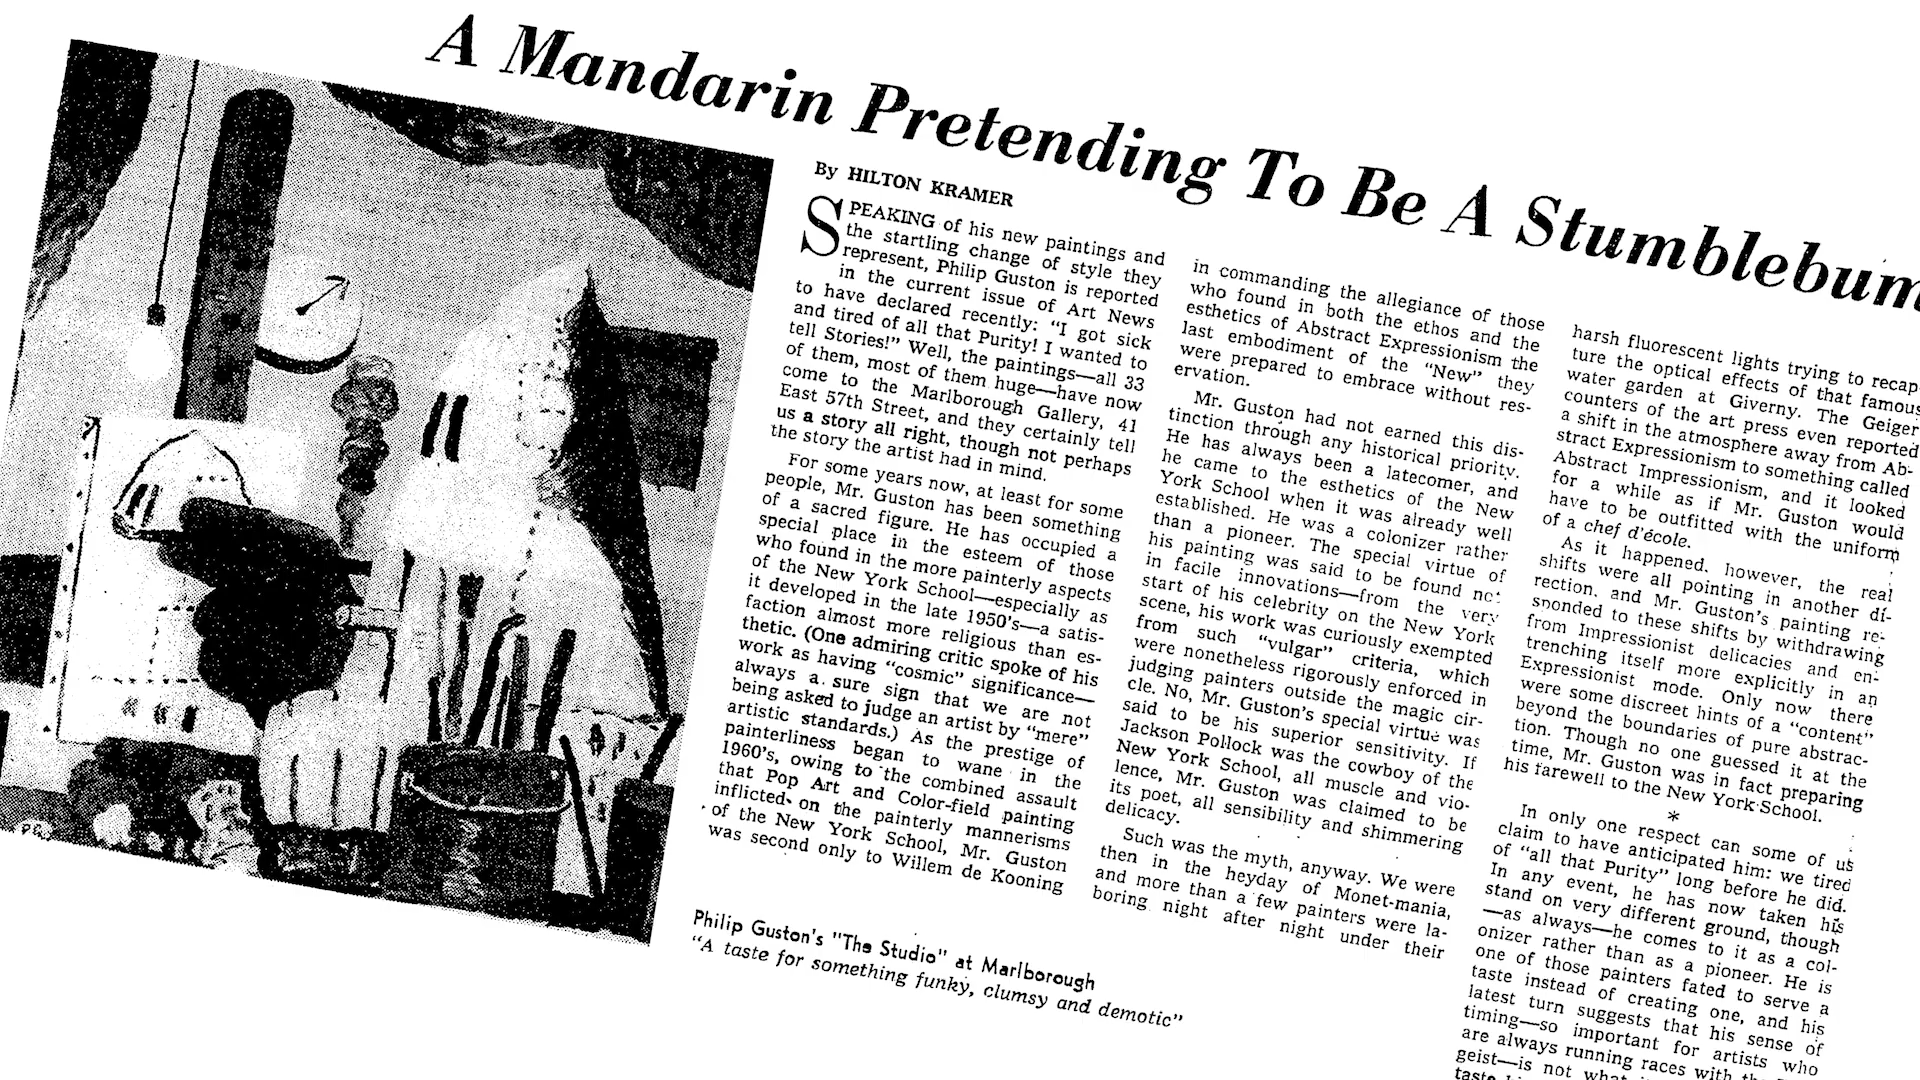 A Mandarin Pretending To Be A Stumblebum
By HILTON KRAMER
SPEAKING of his new paintings and
the startling change of style they
represent, Philip Guston is reported
in the current issue of Art News
to have declared recently: "I got sick
and tired of all that Purity! I wanted to
tell Stories!" Well, the paintings—all 33
of them, most of them huge—have now
come to the Marlborough Gallery, 41
East 57th Street, and they certainly tell
us a story all right, though not perhaps
the story the artist had in mind.
For some years now, at least for some
people, Mr. Guston has been something
of a sacred figure. He has occupied a
special place in the esteem of those
who found in the more painterly aspects
of the New York School—especially as
it developed in the late 1950's—a satis-
faction almost more religious than es-
thetic. (One admiring critic spoke of his
work as having "cosmic" significance—
always a sure sign that we are not
being asked to judge an artist by "mere"
artistic standards.) As the prestige of
painterliness began to wane in the
1960's, owing to the combined assault
that Pop Art and Color-field painting
inflicted on the painterly mannerisms
of the New York School, Mr. Guston
was second only to Willem de Kooning
in commanding the allegiance of those
who found in both the ethos and the
esthetics of Abstract Expressionism the
last embodiment of the "New" they
were prepared to embrace without res-
ervation.
Mr. Guston had not earned this dis-
tinction through any historical priority.
He has always been a latecomer, and
he came to the esthetics of the New
York School when it was already well
established. He was a colonizer rather
than a pioneer. The special virtue of
his painting was said to be found not
in facile innovations—from the very
start of his celebrity on the New York
scene, his work was curiously exempted
from such "vulgar" criteria, which
were nonetheless rigorously enforced in
judging painters outside the magic cir-
cle. No, Mr. Guston's special virtue was
said to be his superior sensitivity. If
Jackson Pollock was the cowboy of the
New York School, all muscle and vio-
lence, Mr. Guston was claimed to be
its poet, all sensibility and shimmering
delicacy.
Such was the myth, anyway. We were
then in the heyday of Monet-mania,
and more than a few painters were la-
boring night after night under their
harsh fluorescent lights trying to recap-
ture the optical effects of that famous
water garden at Giverny. The Geiger
counters of the art press even reported
a shift in the atmosphere away from Ab-
stract Expressionism to something called
Abstract Impressionism, and it looked
for a while as if Mr. Guston would
have to be outfitted with the uniform
of a chef d'école.
As it happened, however, the real
shifts were all pointing in another di-
rection, and Mr. Guston's painting re-
sponded to these shifts by withdrawing
from Impressionist delicacies and en-
trenching itself more explicitly in an
Expressionist mode. Only now there
were some discreet hints of a "content"
beyond the boundaries of pure abstrac-
tion. Though no one guessed it at the
time, Mr. Guston was in fact preparing
his farewell to the New York School.
*
In only one respect can some of us
claim to have anticipated him: we tired
of "all that Purity" long before he did.
In any event, he has now taken his
stand on very different ground, though
—as always—he comes to it as a col-
onizer rather than as a pioneer. He is
one of those painters fated to serve a
taste instead of creating one, and his
latest turn suggests that his sense of
timing—so important for artists who
are always running races with the
geist—is not what
taste
Philip Guston's "The Studio" at Marlborough
"A taste for something funky, clumsy and demotic"